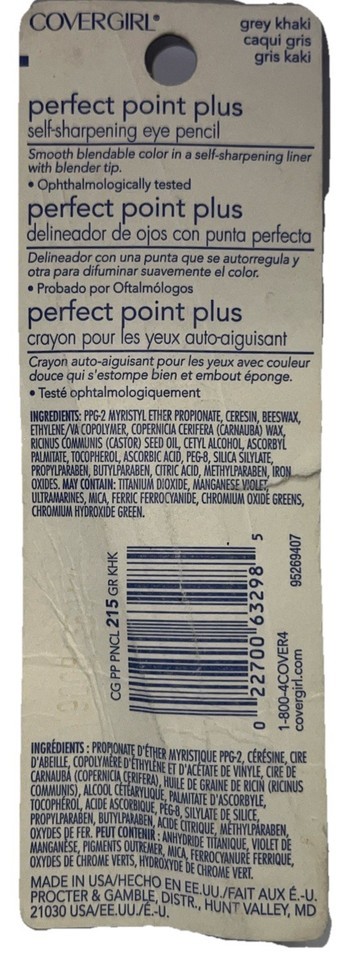 COVERGIRL®
grey khaki
caqui gris
gris kaki
perfect point plus
self-sharpening eye pencil
Smooth blendable color in a self-sharpening liner
with blender tip.
• Ophthalmologically tested
perfect point plus
delineador de ojos con punta perfecta
Delineador con una punta que se autorregula y
otra para difuminar suavemente el color.
• Probado por Oftalmólogos
perfect point plus
crayon pour les yeux auto-aiguisant
Crayon auto-aiguisant pour les yeux avec couleur
douce qui s'estompe bien et embout éponge.
• Testé ophtalmologiquement
INGREDIENTS: PPG-2 MYRISTYL ETHER PROPIONATE, CERESIN, BEESWAX,
ETHYLENE/VA COPOLYMER, COPERNICIA CERIFERA (CARNAUBA) WAX,
RICINUS COMMUNIS (CASTOR) SEED OIL, CETYL ALCOHOL, ASCORBYL
PALMITATE, TOCOPHEROL, ASCORBIC ACID, PEG-8, SILICA SILYLATE,
PROPYLPARABEN, BUTYLPARABEN, CITRIC ACID, METHYLPARABEN, IRON
OXIDES. MAY CONTAIN: TITANIUM DIOXIDE, MANGANESE VIOLET,
ULTRAMARINES, MICA, FERRIC FERROCYANIDE, CHROMIUM OXIDE GREENS,
CHROMIUM HYDROXIDE GREEN.
CG PP PNCL 215 GR KHK
0 22700 63298 5
1-800-4COVER4
covergirl.com
95269407
INGRÉDIENTS : PROPIONATE D'ÉTHER MYRISTIQUE PPG-2, CÉRÉSINE, CIRE
D'ABEILLE, COPOLYMÈRE D'ÉTHYLÈNE ET D'ACÉTATE DE VINYLE, CIRE DE
CARNAUBA (COPERNICIA CERIFERA), HUILE DE GRAINE DE RICIN (RICINUS
COMMUNIS), ALCOOL CÉTÉARYLIQUE, PALMITATE D'ASCORBYLE,
TOCOPHÉROL, ACIDE ASCORBIQUE, PEG-8, SILYLATE DE SILICE,
PROPYLPARABEN, BUTYLPARABEN, ACIDE CITRIQUE, MÉTHYLPARABEN,
OXYDES DE FER. PEUT CONTENIR : ANHYDRIDE TITANIQUE, VIOLET DE
MANGANÈSE, PIGMENTS OUTREMER, MICA, FERROCYANURE FERRIQUE,
OXYDES DE CHROME VERTS, HYDROXYDE DE CHROME VERT.
MADE IN USA/HECHO EN EE.UU./FAIT AUX É.-U.
PROCTER & GAMBLE, DISTR., HUNT VALLEY, MD
21030 USA/EE.UU./É.-U.